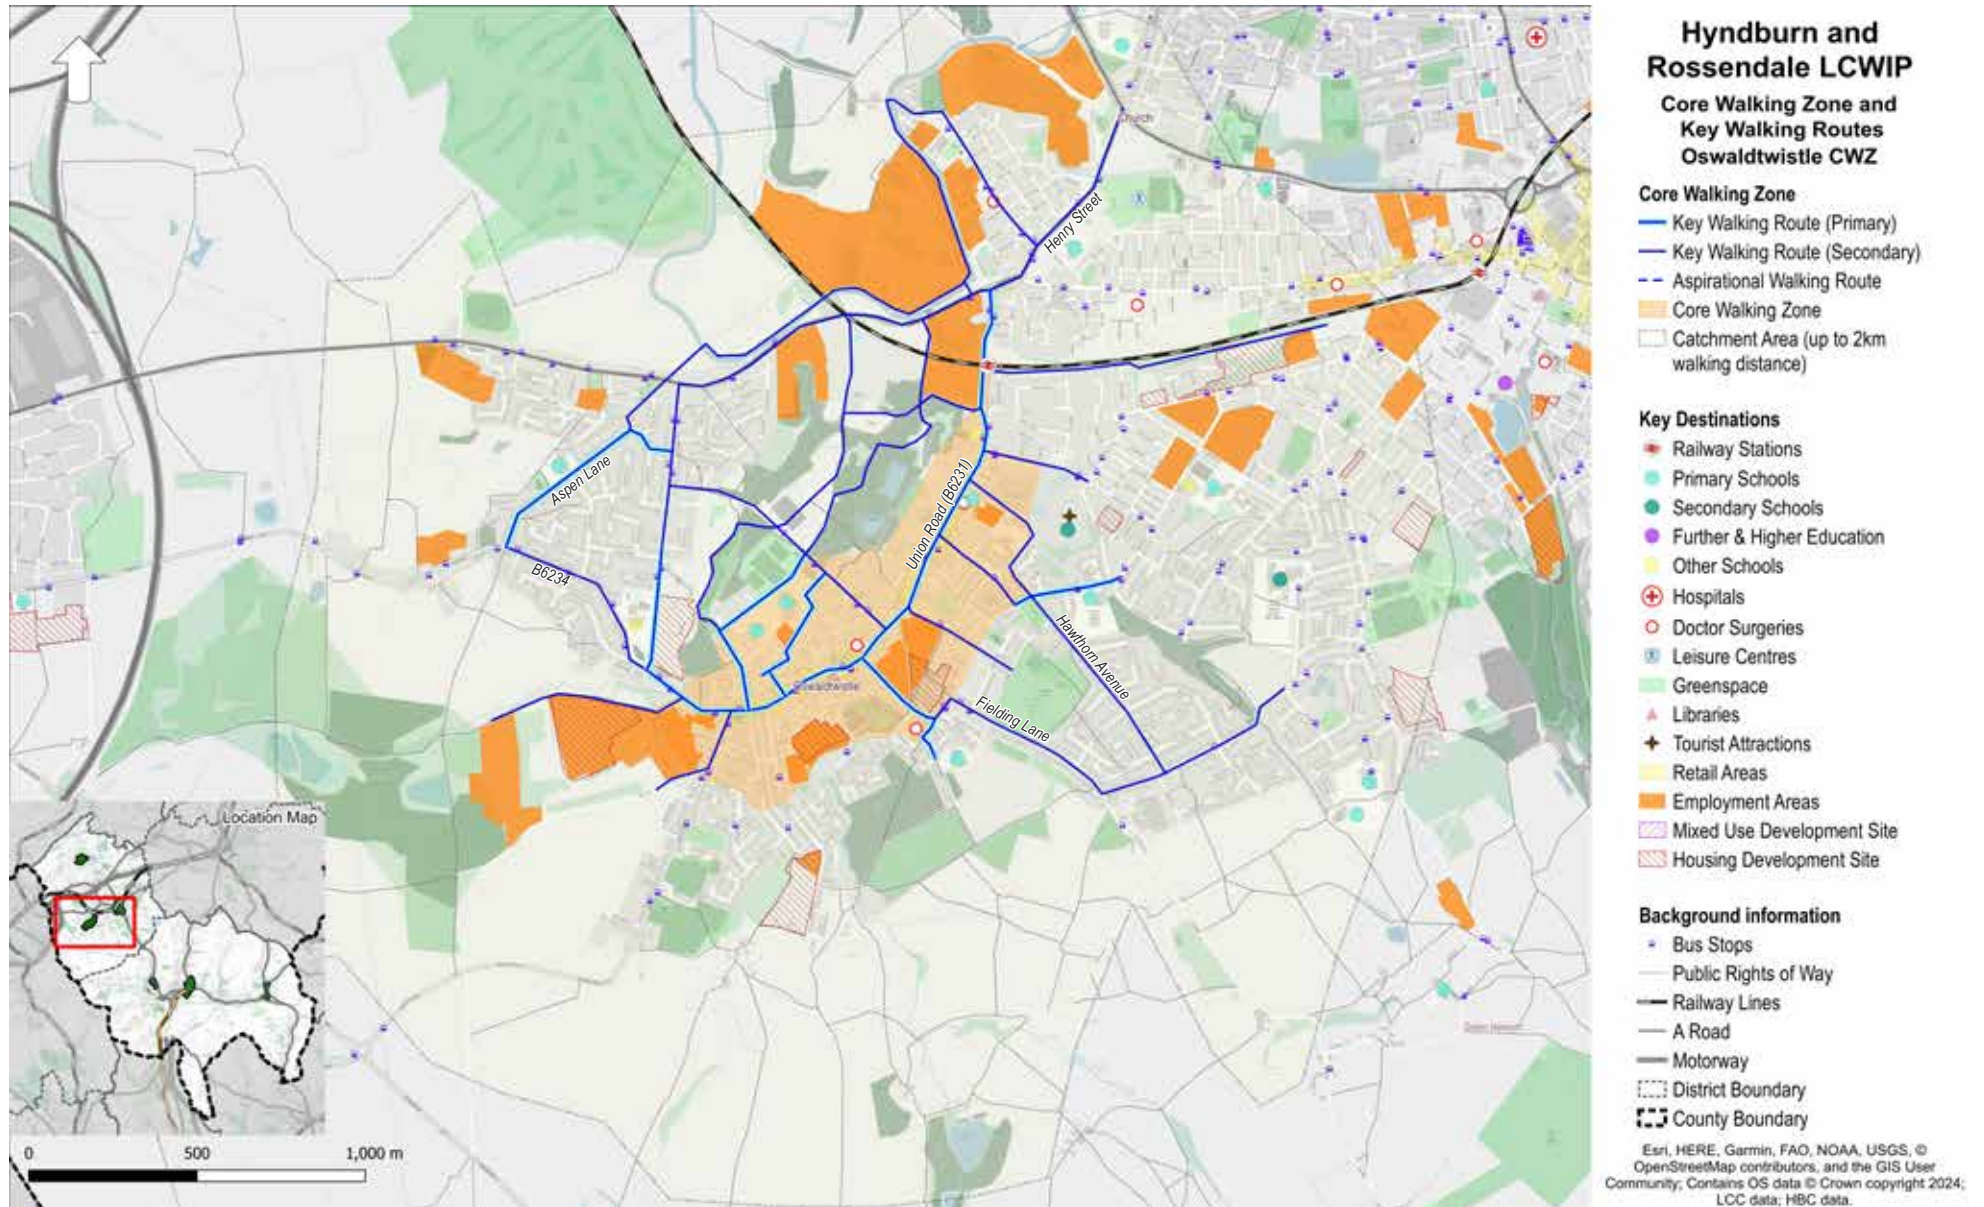 Hyndburn and
Rossendale LCWIP
Core Walking Zone and
Key Walking Routes
Oswaldtwistle CWZ
Core Walking Zone
Key Walking Route (Primary)
Key Walking Route (Secondary)
Aspirational Walking Route
Core Walking Zone
Catchment Area (up to 2km
walking distance)
Key Destinations
Railway Stations
Primary Schools
Secondary Schools
Further & Higher Education
Other Schools
Hospitals
Doctor Surgeries
Leisure Centres
Greenspace
Libraries
Tourist Attractions
Retail Areas
Employment Areas
Mixed Use Development Site
Housing Development Site
Background information
Bus Stops
Public Rights of Way
Railway Lines
A Road
Motorway
District Boundary
County Boundary
Esri, HERE, Garmin, FAO, NOAA, USGS, ©
OpenStreetMap contributors, and the GIS User
Community; Contains OS data © Crown copyright 2024;
LCC data; HBC data.
Church
Henry Street
Aspen Lane
Union Road (B6231)
B6234
Hawthorn Avenue
Oswaldtwistle
Fielding Lane
Location Map
0 500 1,000 m